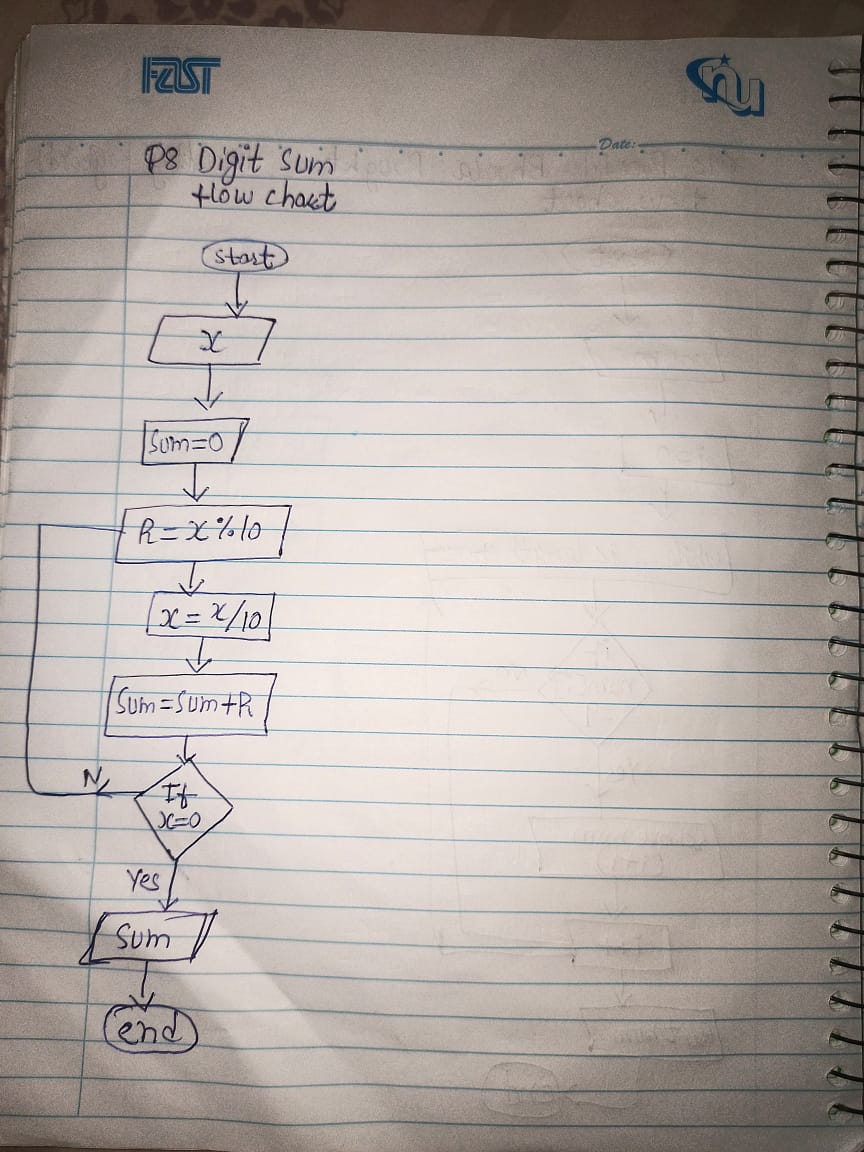 FAST
nu
Date:
P8 Digit Sum
flow chart
start
x
Sum=0
R=x%10
x=x/10
Sum=Sum+R
N
If
x=0
Yes
Sum
end